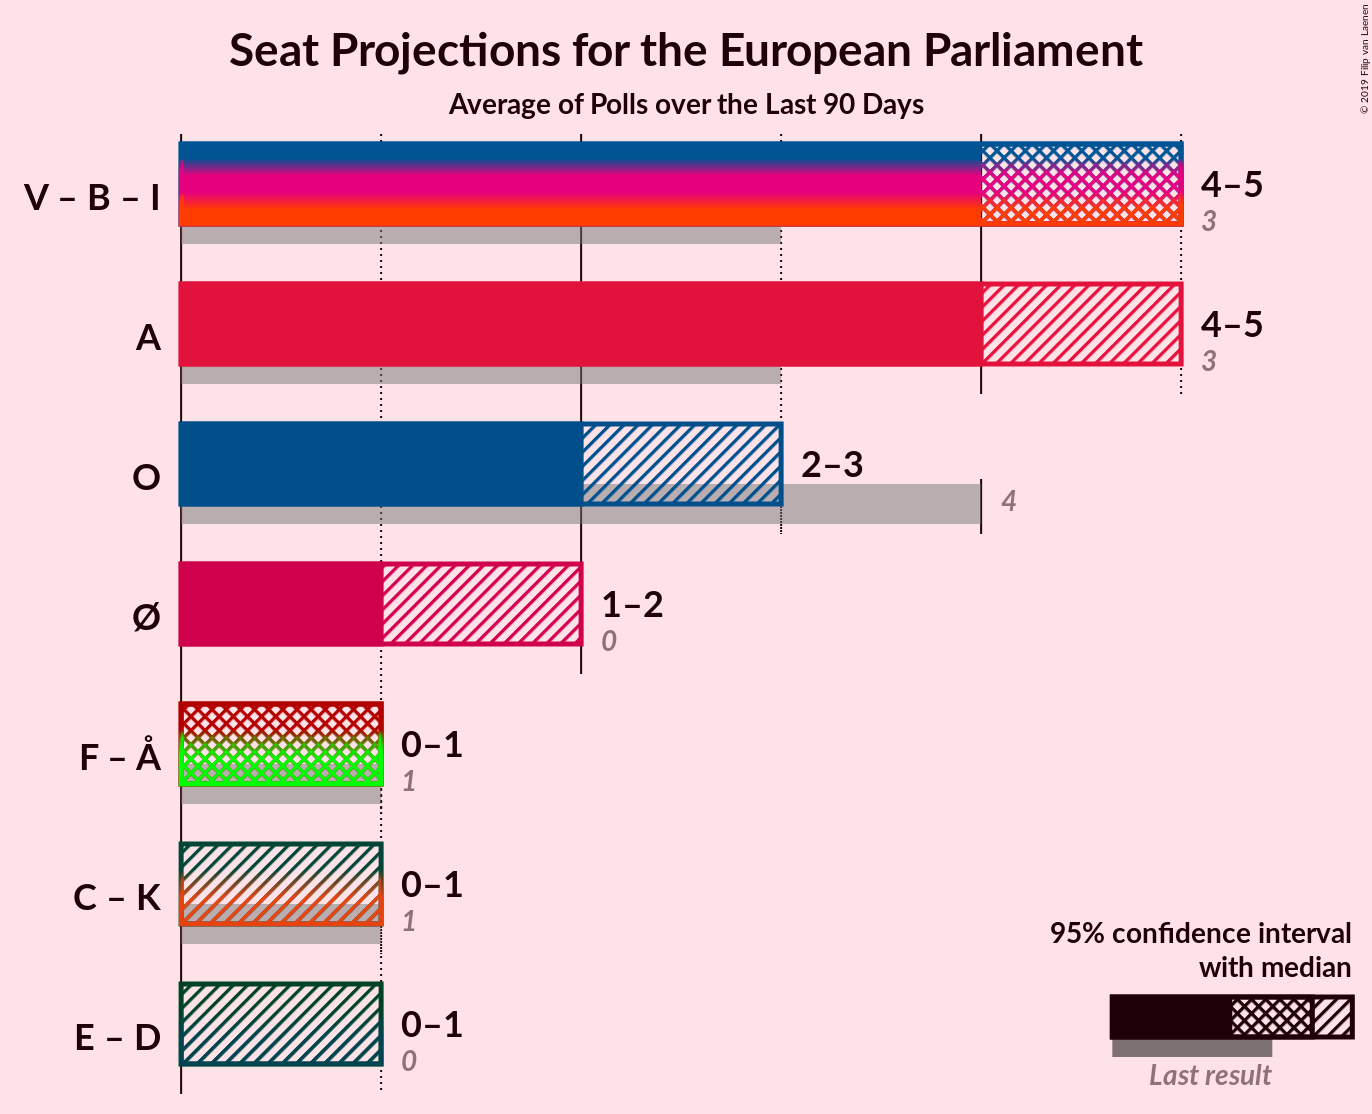 Seat Projections for the European Parliament
Average of Polls over the Last 90 Days
© 2019 Filip van Laenen
V – B – I
4–5
3
A
4–5
3
O
2–3
4
Ø
1–2
0
F – Å
0–1
1
C – K
0–1
1
E – D
0–1
0
95% confidence interval
with median
Last result